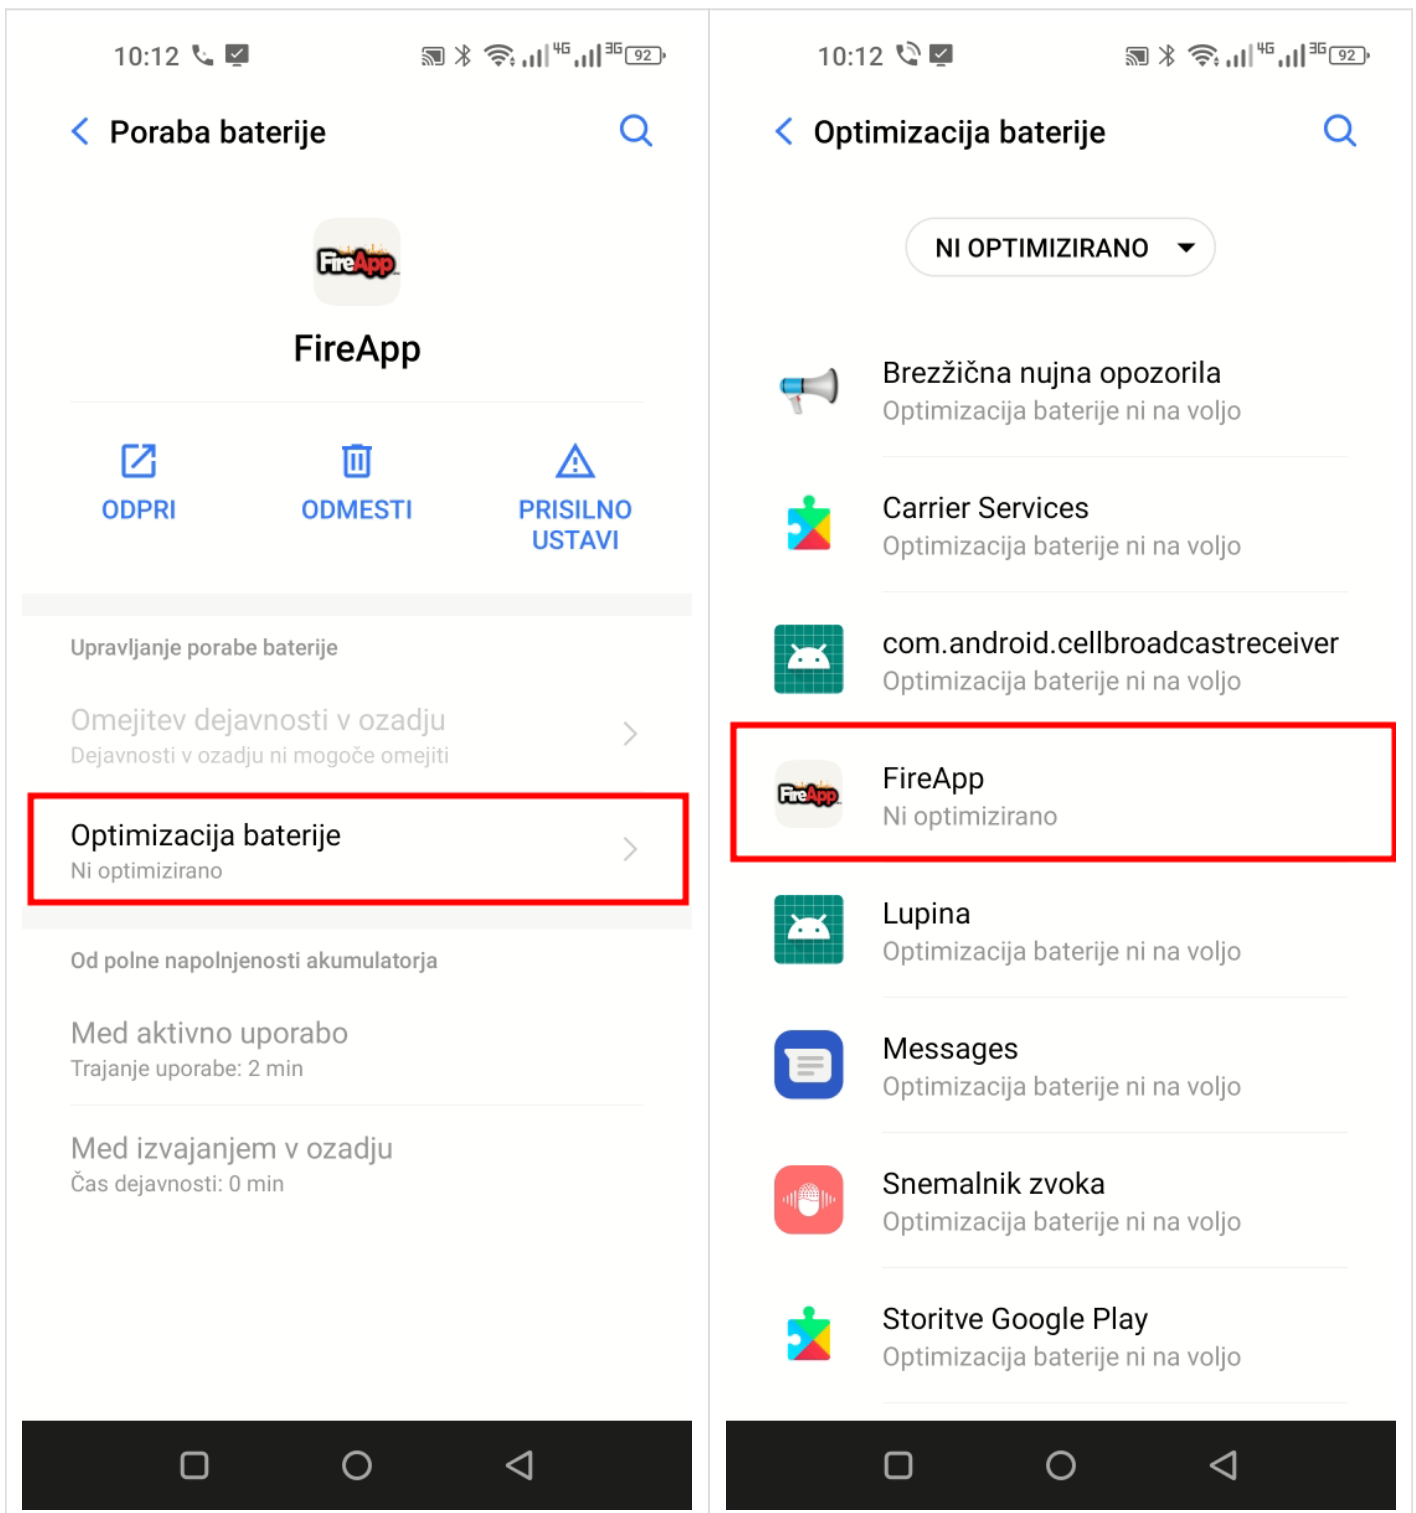 10:12
4G 3G 92
Poraba baterije
FireApp
FireApp
ODPRI
ODMESTI
PRISILNO
USTAVI
Upravljanje porabe baterije
Omejitev dejavnosti v ozadju
Dejavnosti v ozadju ni mogoče omejiti
Optimizacija baterije
Ni optimizirano
Od polne napolnjenosti akumulatorja
Med aktivno uporabo
Trajanje uporabe: 2 min
Med izvajanjem v ozadju
Čas dejavnosti: 0 min
10:12
4G 3G 92
Optimizacija baterije
NI OPTIMIZIRANO
Brezžična nujna opozorila
Optimizacija baterije ni na voljo
Carrier Services
Optimizacija baterije ni na voljo
com.android.cellbroadcastreceiver
Optimizacija baterije ni na voljo
FireApp
FireApp
Ni optimizirano
Lupina
Optimizacija baterije ni na voljo
Messages
Optimizacija baterije ni na voljo
Snemalnik zvoka
Optimizacija baterije ni na voljo
Storitve Google Play
Optimizacija baterije ni na voljo